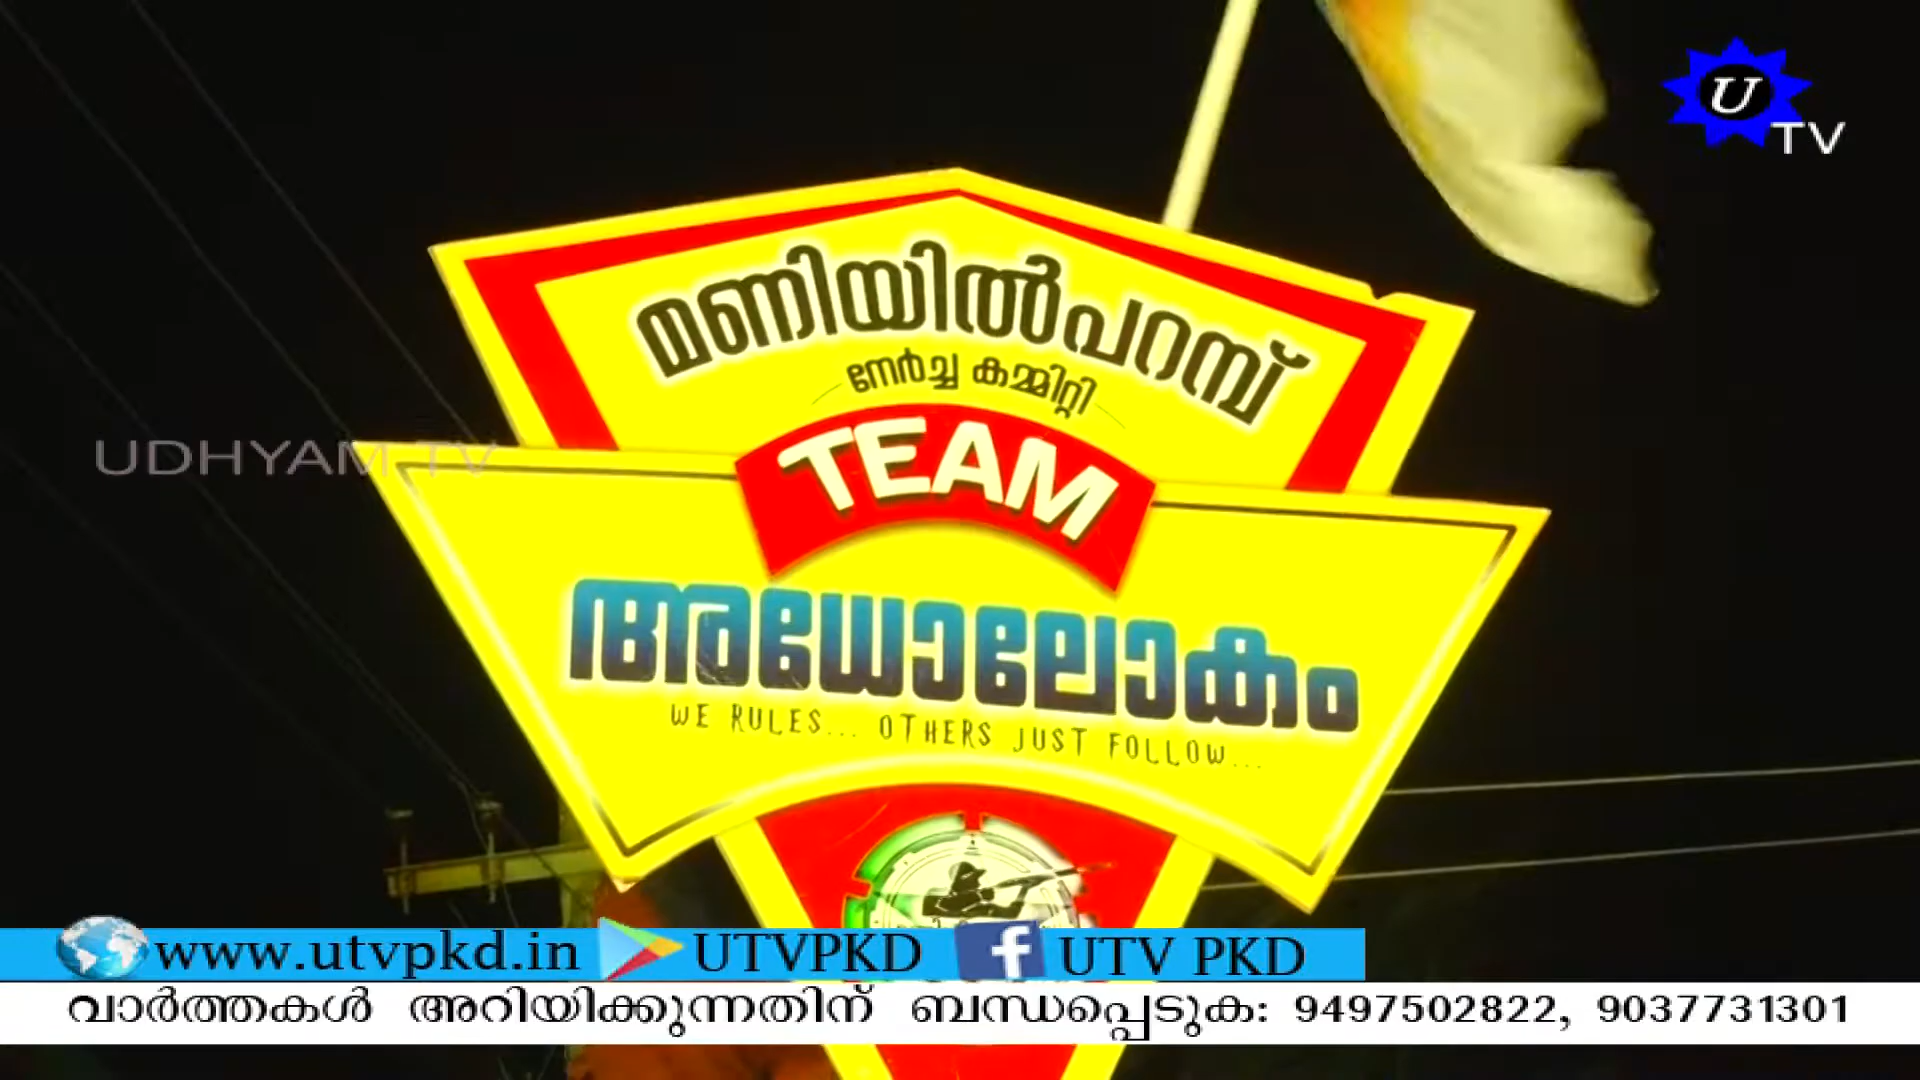 U
TV
മണിയിൽപറമ്പ്
നേർച്ച കമ്മിറ്റി
TEAM
UDHYAM TV
അധോലോകം
WE RULES... OTHERS JUST FOLLOW...
www.utvpkd.in UTVPKD f UTV PKD
വാർത്തകൾ അറിയിക്കുന്നതിന് ബന്ധപ്പെടുക: 9497502822, 9037731301